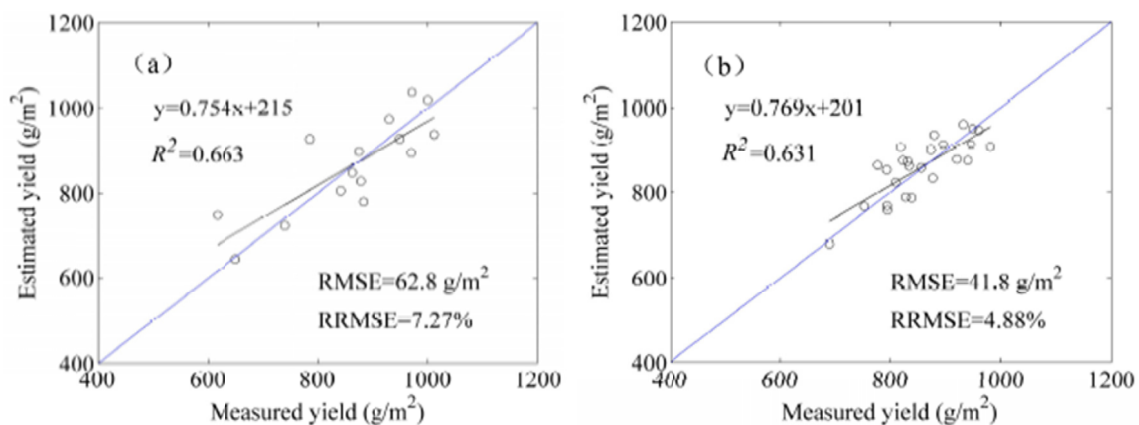 1200
1000
800
600
400
Estimated yield (g/m²)
(a)
y=0.754x+215
R²=0.663
RMSE=62.8 g/m²
RRMSE=7.27%
400 600 800 1000 1200
Measured yield (g/m²)
1200
1000
800
600
400
Estimated yield (g/m²)
(b)
y=0.769x+201
R²=0.631
RMSE=41.8 g/m²
RRMSE=4.88%
400 600 800 1000 1200
Measured yield (g/m²)